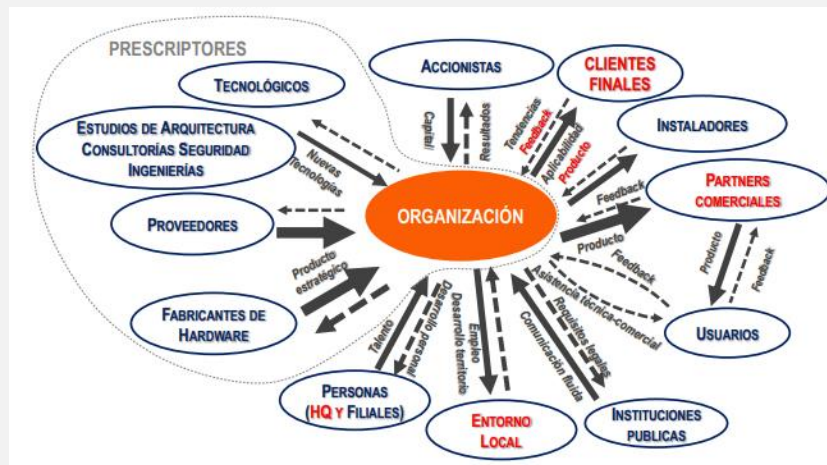 PRESCRIPTORES
TECNOLÓGICOS
ESTUDIOS DE ARQUITECTURA
CONSULTORÍAS SEGURIDAD
INGENIERÍAS
PROVEEDORES
FABRICANTES DE
HARDWARE
ACCIONISTAS
CLIENTES
FINALES
INSTALADORES
PARTNERS
COMERCIALES
USUARIOS
INSTITUCIONES
PUBLICAS
ENTORNO
LOCAL
PERSONAS
(HQ Y FILIALES)
ORGANIZACIÓN
Nuevas
Tecnologías
Capital
Resultados
Tendencias
Feedback
Aplicabilidad
Producto
Feedback
Producto
Producto
Feedback
Feedback
Asistencia técnica-comercial
Requisitos legales
Comunicación fluida
Empleo
Desarrollo territorio
Desarrollo personal
Talento
Producto
estratégico